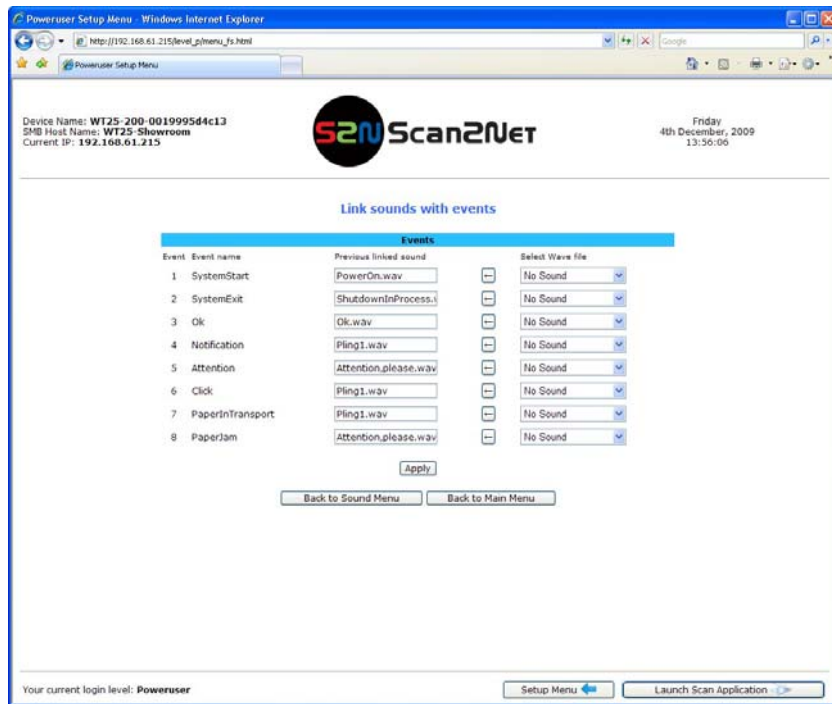 Poweruser Setup Menu - Windows Internet Explorer
http://192.168.61.215/level_p/menu_fs.html
Google
Poweruser Setup Menu
Device Name: WT25-200-0019995d4c13
SMB Host Name: WT25-Showroom
Current IP: 192.168.61.215
S2N Scan2Net
Friday
4th December, 2009
13:56:06
Link sounds with events
Events
Event Event name Previous linked sound Select Wave file
1 SystemStart PowerOn.wav ← No Sound
2 SystemExit ShutdownInProcess. ← No Sound
3 Ok Ok.wav ← No Sound
4 Notification Pling1.wav ← No Sound
5 Attention Attention,please.wav ← No Sound
6 Click Pling1.wav ← No Sound
7 PaperInTransport Pling1.wav ← No Sound
8 PaperJam Attention,please.wav ← No Sound
Apply
Back to Sound Menu Back to Main Menu
Your current login level: Poweruser Setup Menu Launch Scan Application